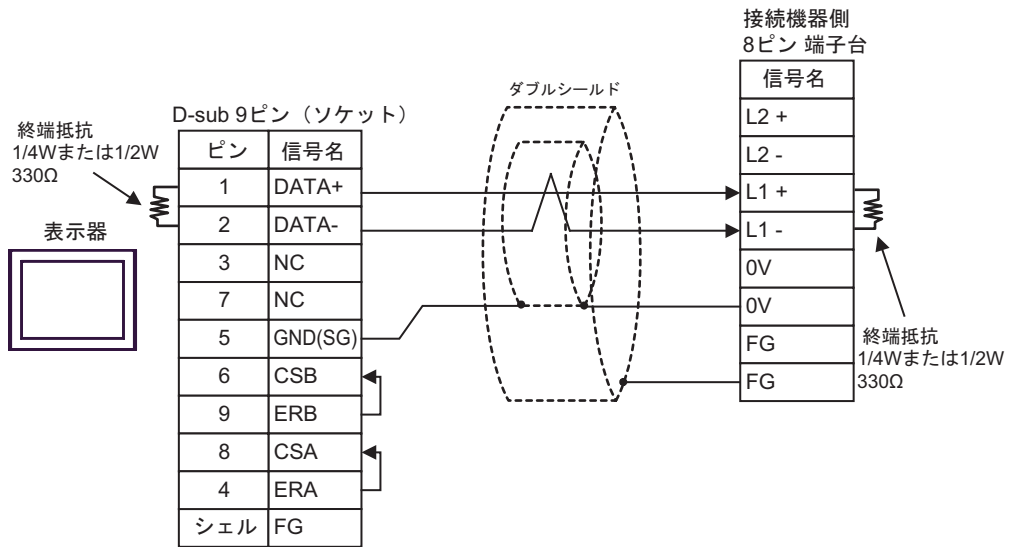 接続機器側
8ピン 端子台
信号名
L2 +
L2 -
L1 +
L1 -
0V
0V
FG
FG
ダブルシールド
D-sub 9ピン（ソケット）
ピン 信号名
1 DATA+
2 DATA-
3 NC
7 NC
5 GND(SG)
6 CSB
9 ERB
8 CSA
4 ERA
シェル FG
終端抵抗
1/4Wまたは1/2W
330Ω
表示器
終端抵抗
1/4Wまたは1/2W
330Ω